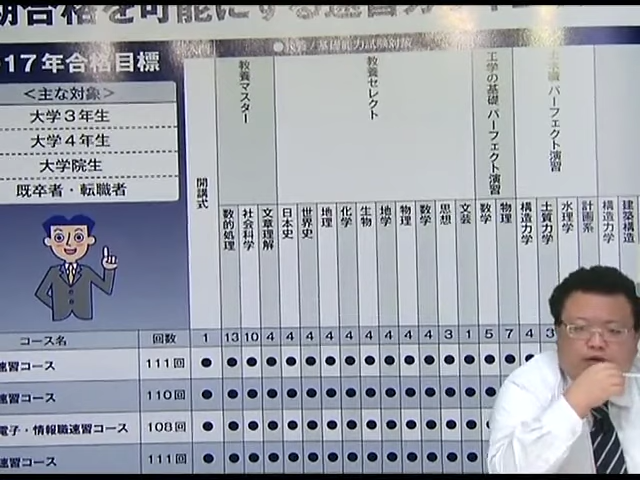 期合格を可能にする速習カリキュ
17年合格目標
●教養/基礎能力試験対策
<主な対象>
大学3年生
大学4年生
大学院生
既卒者・転職者
教養マスター
教養セレクト
工学の基礎 パーフェクト演習
パーフェクト演習
開講式
数的処理
社会科学
文章理解
日本史
世界史
地理
化学
生物
地学
物理
数学
思想
文芸
数学
物理
構造力学
土質力学
水理学
計画系
構造力学
建築構造
コース名 回数 1 13 10 4 4 4 4 4 4 4 4 4 3 1 5 7 4 3
速習コース 111回 ● ● ● ● ● ● ● ● ● ● ● ● ● ● ● ● ●
速習コース 110回 ● ● ● ● ● ● ● ● ● ● ● ● ● ● ●
電子・情報職速習コース 108回 ● ● ● ● ● ● ● ● ● ● ● ● ● ●
速習コース 111回 ● ● ● ● ● ● ● ● ● ● ● ● ● ●